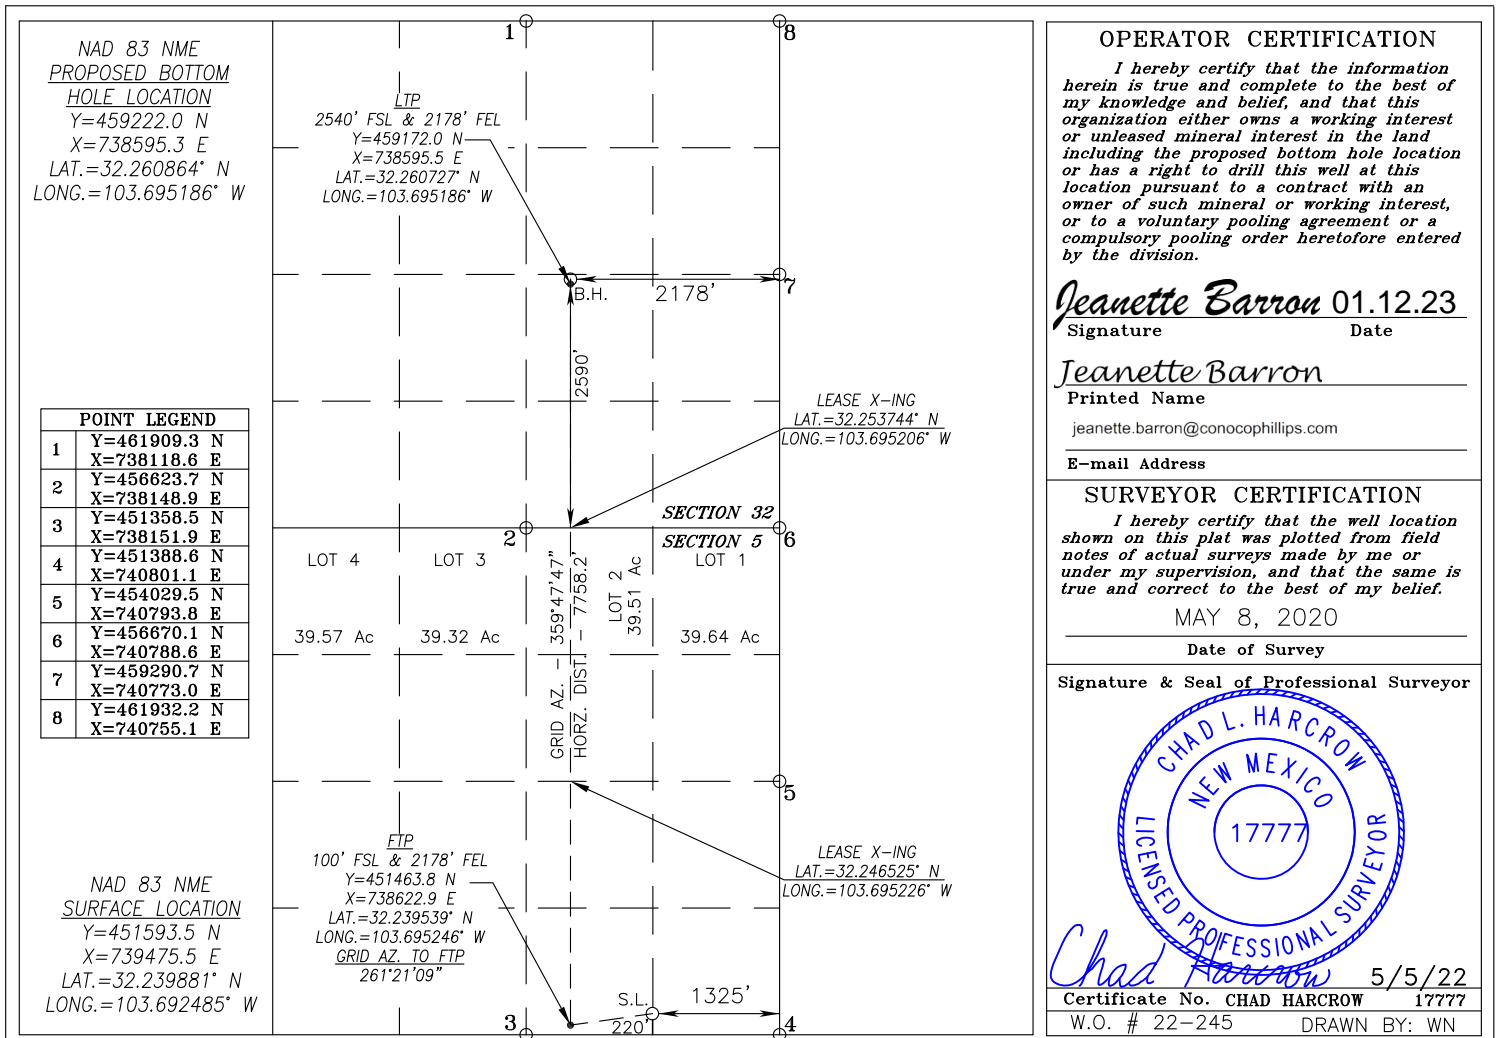 NAD 83 NME
PROPOSED BOTTOM
HOLE LOCATION
Y=459222.0 N
X=738595.3 E
LAT.=32.260864° N
LONG.=103.695186° W
POINT LEGEND
1 Y=461909.3 N
X=738118.6 E
2 Y=456623.7 N
X=738148.9 E
3 Y=451358.5 N
X=738151.9 E
4 Y=451388.6 N
X=740801.1 E
5 Y=454029.5 N
X=740793.8 E
6 Y=456670.1 N
X=740788.6 E
7 Y=459290.7 N
X=740773.0 E
8 Y=461932.2 N
X=740755.1 E
NAD 83 NME
SURFACE LOCATION
Y=451593.5 N
X=739475.5 E
LAT.=32.239881° N
LONG.=103.692485° W
1
8
LTP
2540' FSL & 2178' FEL
Y=459172.0 N
X=738595.5 E
LAT.=32.260727° N
LONG.=103.695186° W
B.H.
2178'
7
2590'
LEASE X-ING
LAT.=32.253744° N
LONG.=103.695206° W
SECTION 32
2
SECTION 5
6
LOT 4
LOT 3
LOT 2
39.51 Ac
LOT 1
39.57 Ac
39.32 Ac
39.64 Ac
GRID AZ. - 359°47'47"
HORZ. DIST. - 7758.2'
5
FTP
100' FSL & 2178' FEL
Y=451463.8 N
X=738622.9 E
LAT.=32.239539° N
LONG.=103.695246° W
GRID AZ. TO FTP
261°21'09"
LEASE X-ING
LAT.=32.246525° N
LONG.=103.695226° W
S.L.
1325'
220'
3
4
OPERATOR CERTIFICATION
I hereby certify that the information
herein is true and complete to the best of
my knowledge and belief, and that this
organization either owns a working interest
or unleased mineral interest in the land
including the proposed bottom hole location
or has a right to drill this well at this
location pursuant to a contract with an
owner of such mineral or working interest,
or to a voluntary pooling agreement or a
compulsory pooling order heretofore entered
by the division.
Jeanette Barron 01.12.23
Signature Date
Jeanette Barron
Printed Name
jeanette.barron@conocophillips.com
E-mail Address
SURVEYOR CERTIFICATION
I hereby certify that the well location
shown on this plat was plotted from field
notes of actual surveys made by me or
under my supervision, and that the same is
true and correct to the best of my belief.
MAY 8, 2020
Date of Survey
Signature & Seal of Professional Surveyor
CHAD L. HARCROW
NEW MEXICO
17777
LICENSED PROFESSIONAL SURVEYOR
Chad Harcrow 5/5/22
Certificate No. CHAD HARCROW 17777
W.O. # 22-245 DRAWN BY: WN